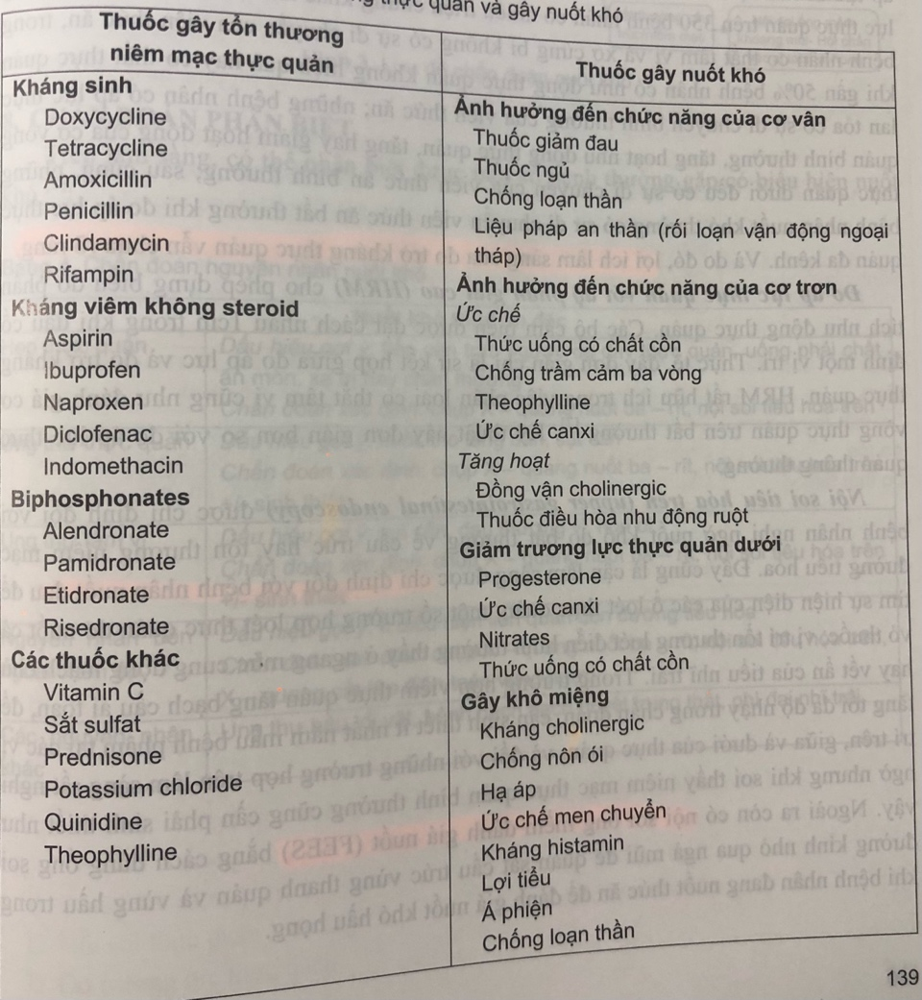 thực quản và gây nuốt khó
Thuốc gây tổn thương
niêm mạc thực quản
Kháng sinh
Doxycycline
Tetracycline
Amoxicillin
Penicillin
Clindamycin
Rifampin
Kháng viêm không steroid
Aspirin
Ibuprofen
Naproxen
Diclofenac
Indomethacin
Biphosphonates
Alendronate
Pamidronate
Etidronate
Risedronate
Các thuốc khác
Vitamin C
Sắt sulfat
Prednisone
Potassium chloride
Quinidine
Theophylline
Thuốc gây nuốt khó
Ảnh hưởng đến chức năng của cơ vân
Thuốc giảm đau
Thuốc ngủ
Chống loạn thần
Liệu pháp an thần (rối loạn vận động ngoại
tháp)
Ảnh hưởng đến chức năng của cơ trơn
Ức chế
Thức uống có chất cồn
Chống trầm cảm ba vòng
Theophylline
Ức chế canxi
Tăng hoạt
Đồng vận cholinergic
Thuốc điều hòa nhu động ruột
Giảm trương lực thực quản dưới
Progesterone
Ức chế canxi
Nitrates
Thức uống có chất cồn
Gây khô miệng
Kháng cholinergic
Chống nôn ói
Hạ áp
Ức chế men chuyển
Kháng histamin
Lợi tiểu
Á phiện
Chống loạn thần
139